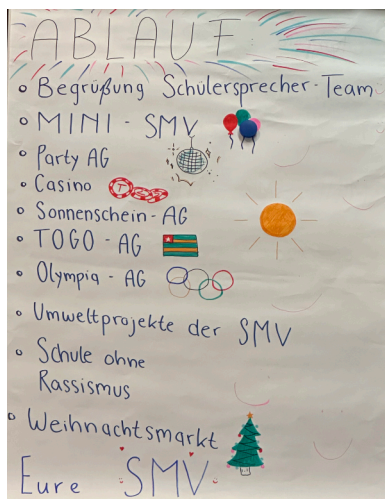 ABLAUF
• Begrüßung Schülersprecher-Team
• MINI - SMV
• Party AG
• Casino
• Sonnenschein - AG
• TOGO - AG
• Olympia - AG
• Umweltprojekte der SMV
• Schule ohne
Rassismus
• Weihnachtsmarkt
Eure SMV